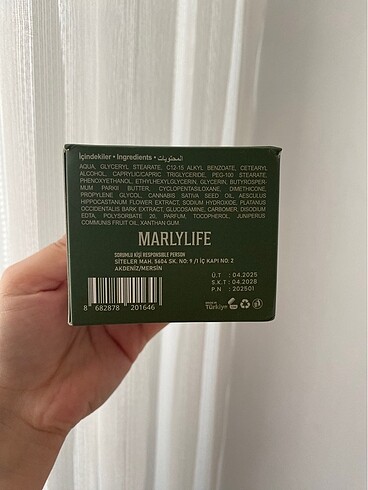 İçindekiler • Ingredients • المحتويات
AQUA, GLYCERYL STEARATE, C12-15 ALKYL BENZOATE, CETEARYL
ALCOHOL, CAPRYLIC/CAPRIC TRIGLYCERIDE, PEG-100 STEARATE,
PHENOXYETHANOL, ETHYLHEXYLGLYCERIN, GLYCERIN, BUTYROSPER-
MUM PARKII BUTTER, CYCLOPENTASILOXANE, DIMETHICONE,
PROPYLENE GLYCOL, CANNABIS SATIVA SEED OIL, AESCULUS
HIPPOCASTANUM FLOWER EXTRACT, SODIUM HYDROXIDE, PLATANUS
OCCIDENTALIS BARK EXTRACT, GLUCOSAMINE, CARBOMER, DISODIUM
EDTA, POLYSORBATE 20, PARFUM, TOCOPHEROL, JUNIPERUS
COMMUNIS FRUIT OIL, XANTHAN GUM.
MARLYLIFE
SORUMLU KİŞİ RESPONSIBLE PERSON
SİTELER MAH. 5604 SK. NO: 9 /1 İÇ KAPI NO. 2
AKDENİZ/MERSİN
Ü.T : 04.2025
S.K.T : 04.2028
P.N : 202501
8 682878 201646
MADE IN
Türkiye